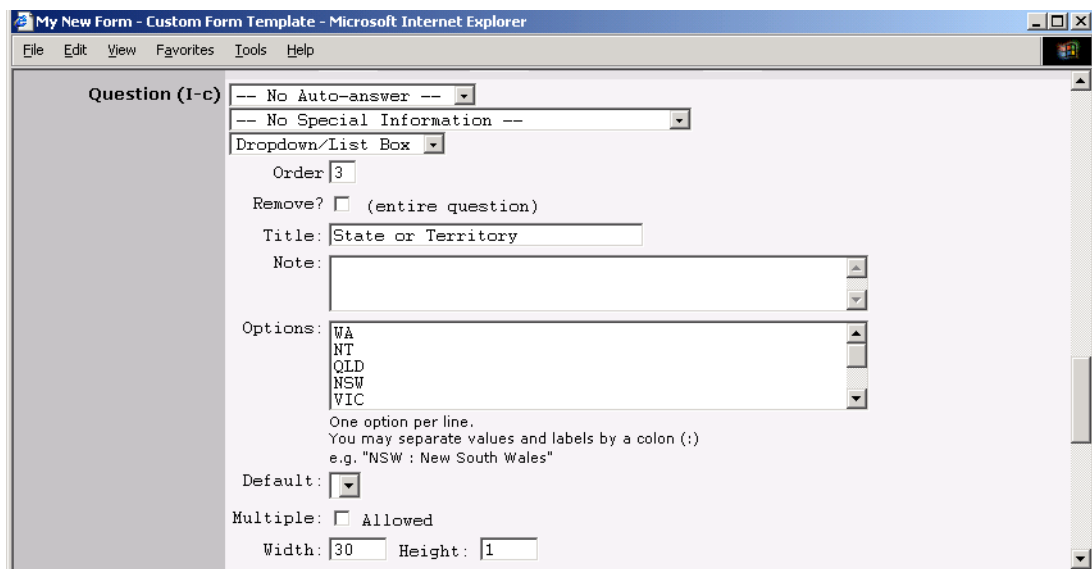 My New Form - Custom Form Template - Microsoft Internet Explorer
File Edit View Favorites Tools Help
Question (I-c) -- No Auto-answer --
-- No Special Information --
Dropdown/List Box
Order 3
Remove? (entire question)
Title: State or Territory
Note:
Options: WA
NT
QLD
NSW
VIC
One option per line.
You may separate values and labels by a colon (:)
e.g. "NSW : New South Wales"
Default:
Multiple: Allowed
Width: 30 Height: 1